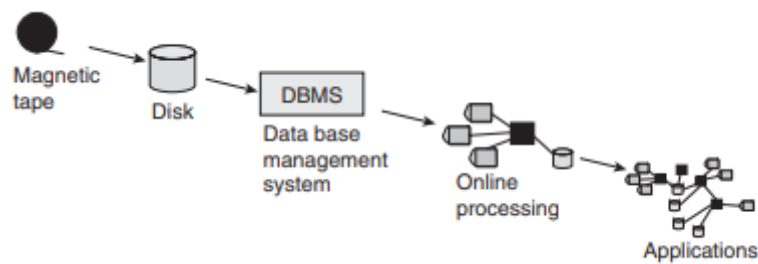 Magnetic
tape
Disk
DBMS
Data base
management
system
Online
processing
Applications